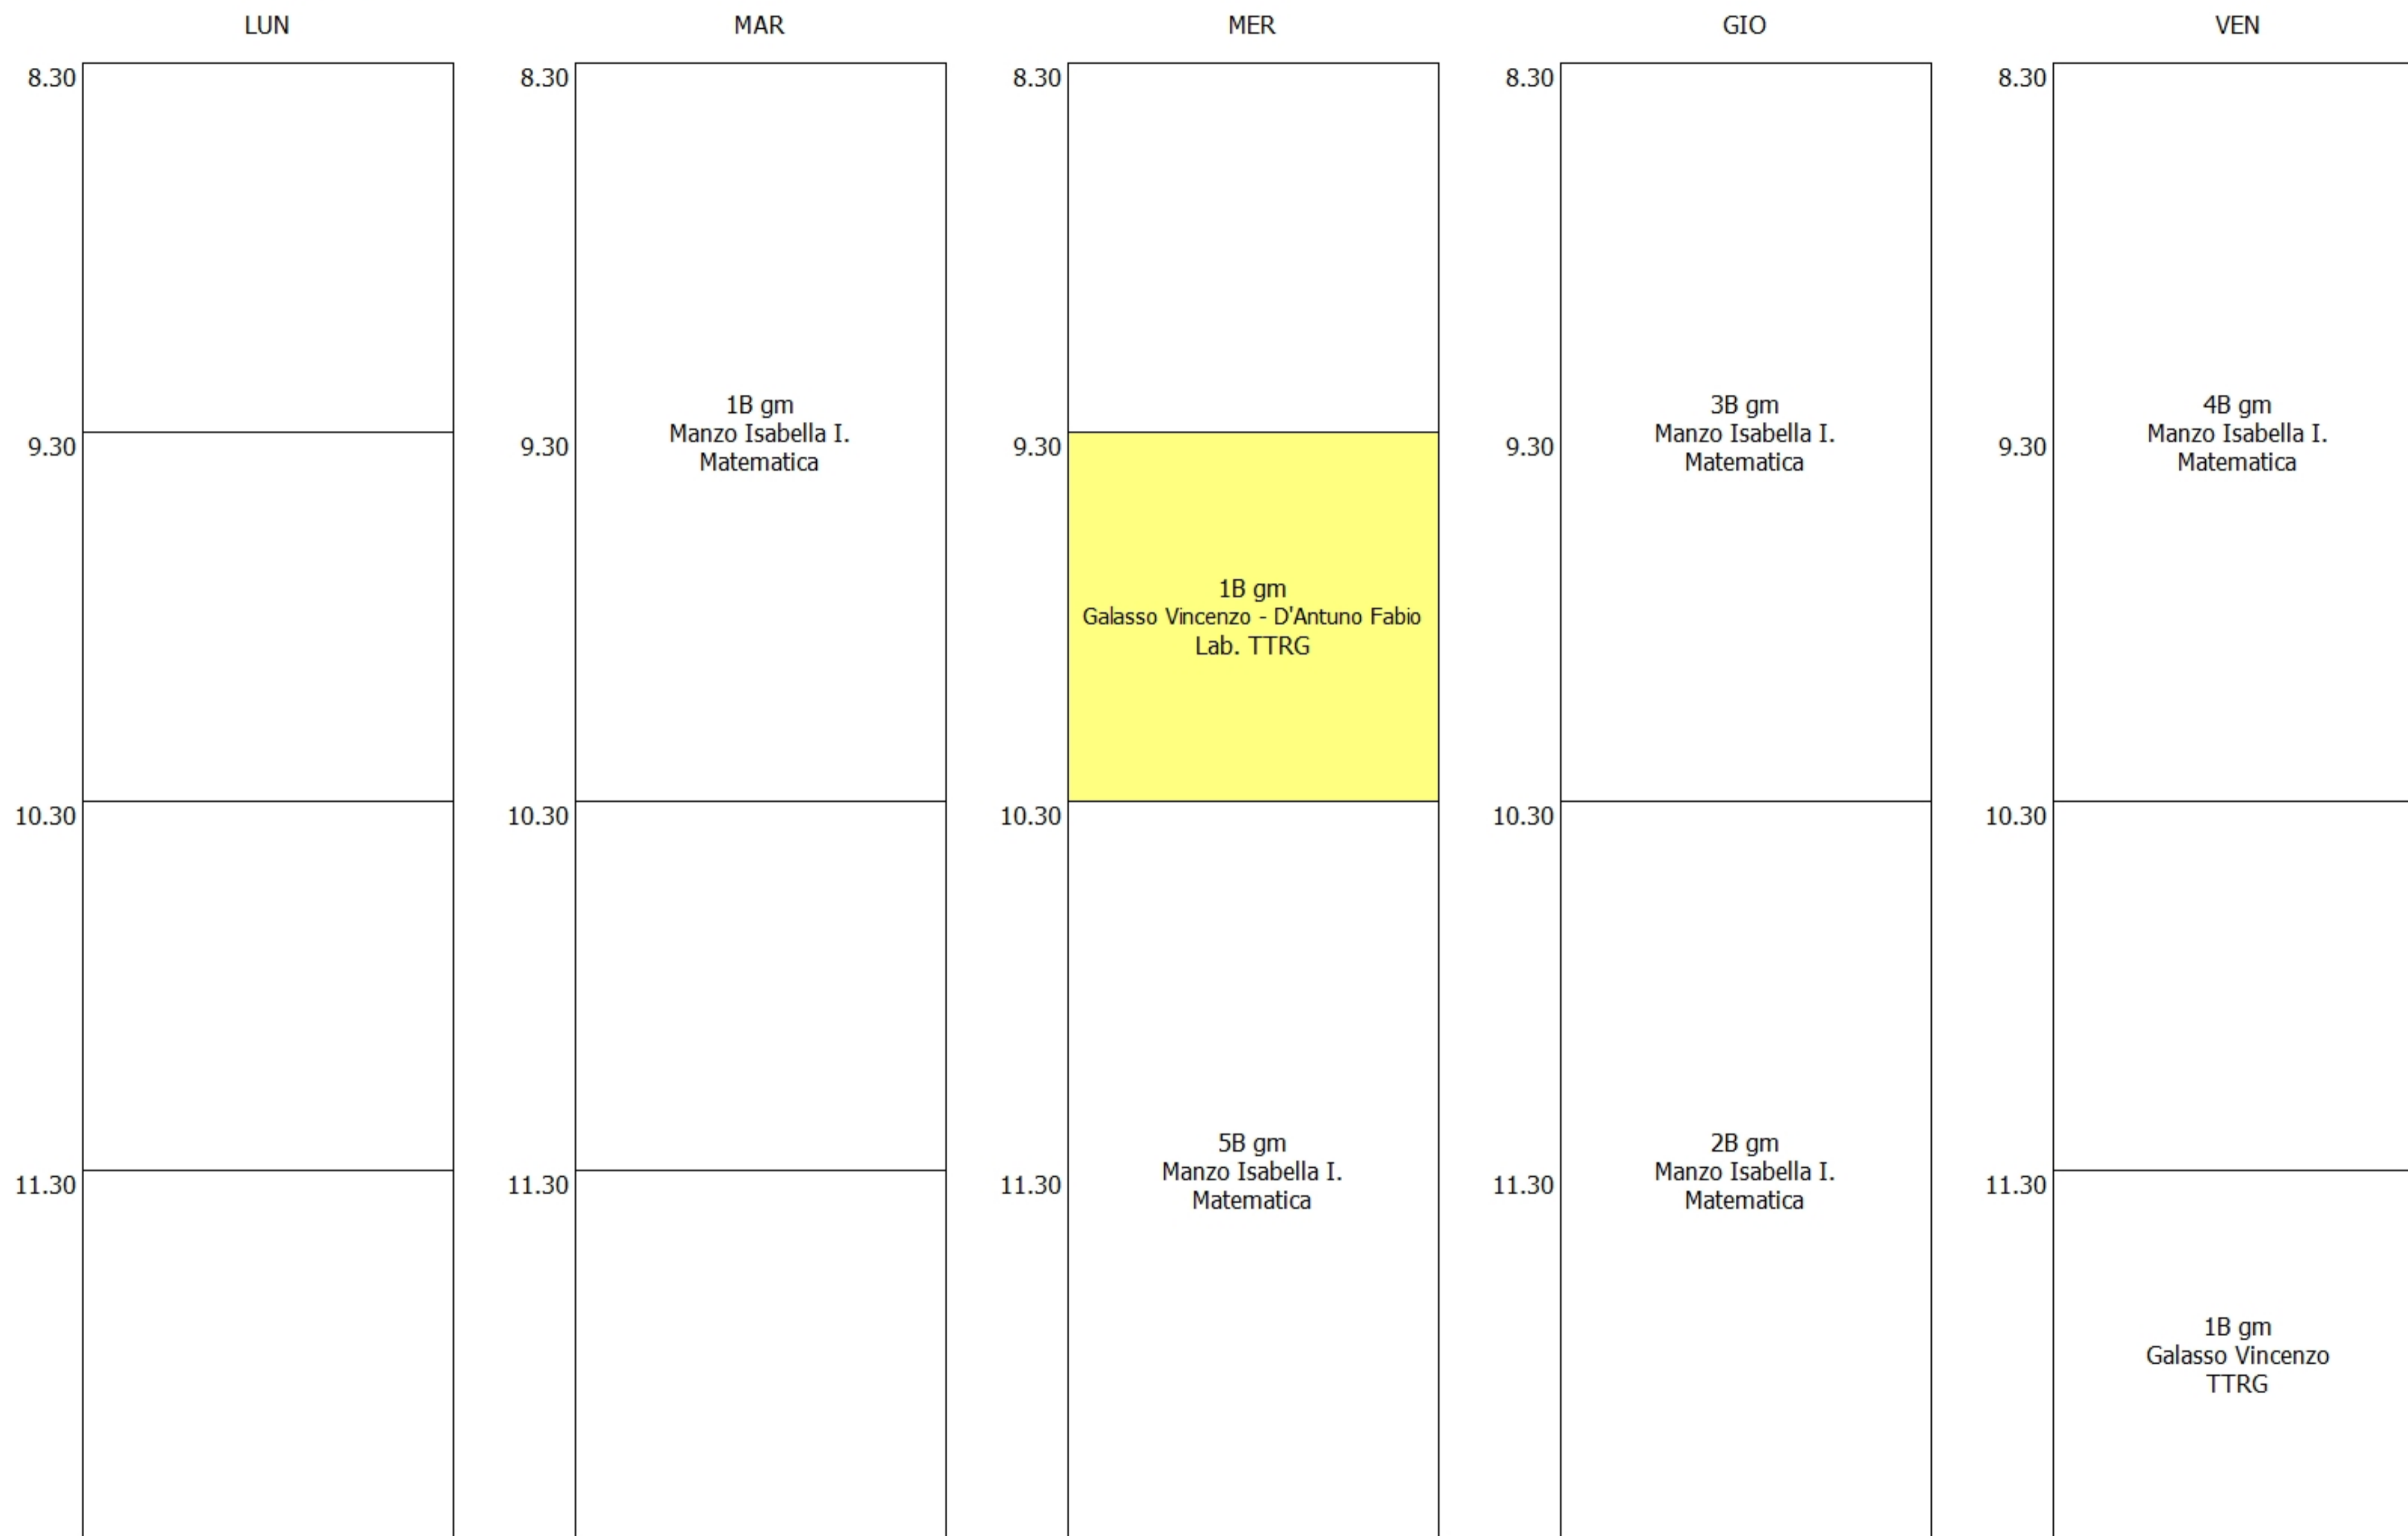 LUN
MAR
MER
GIO
VEN
8.30
8.30
8.30
8.30
8.30
1B gm
Manzo Isabella I.
Matematica
3B gm
Manzo Isabella I.
Matematica
4B gm
Manzo Isabella I.
Matematica
9.30
9.30
9.30
9.30
9.30
1B gm
Galasso Vincenzo - D'Antuno Fabio
Lab. TTRG
10.30
10.30
10.30
10.30
10.30
5B gm
Manzo Isabella I.
Matematica
2B gm
Manzo Isabella I.
Matematica
11.30
11.30
11.30
11.30
11.30
1B gm
Galasso Vincenzo
TTRG